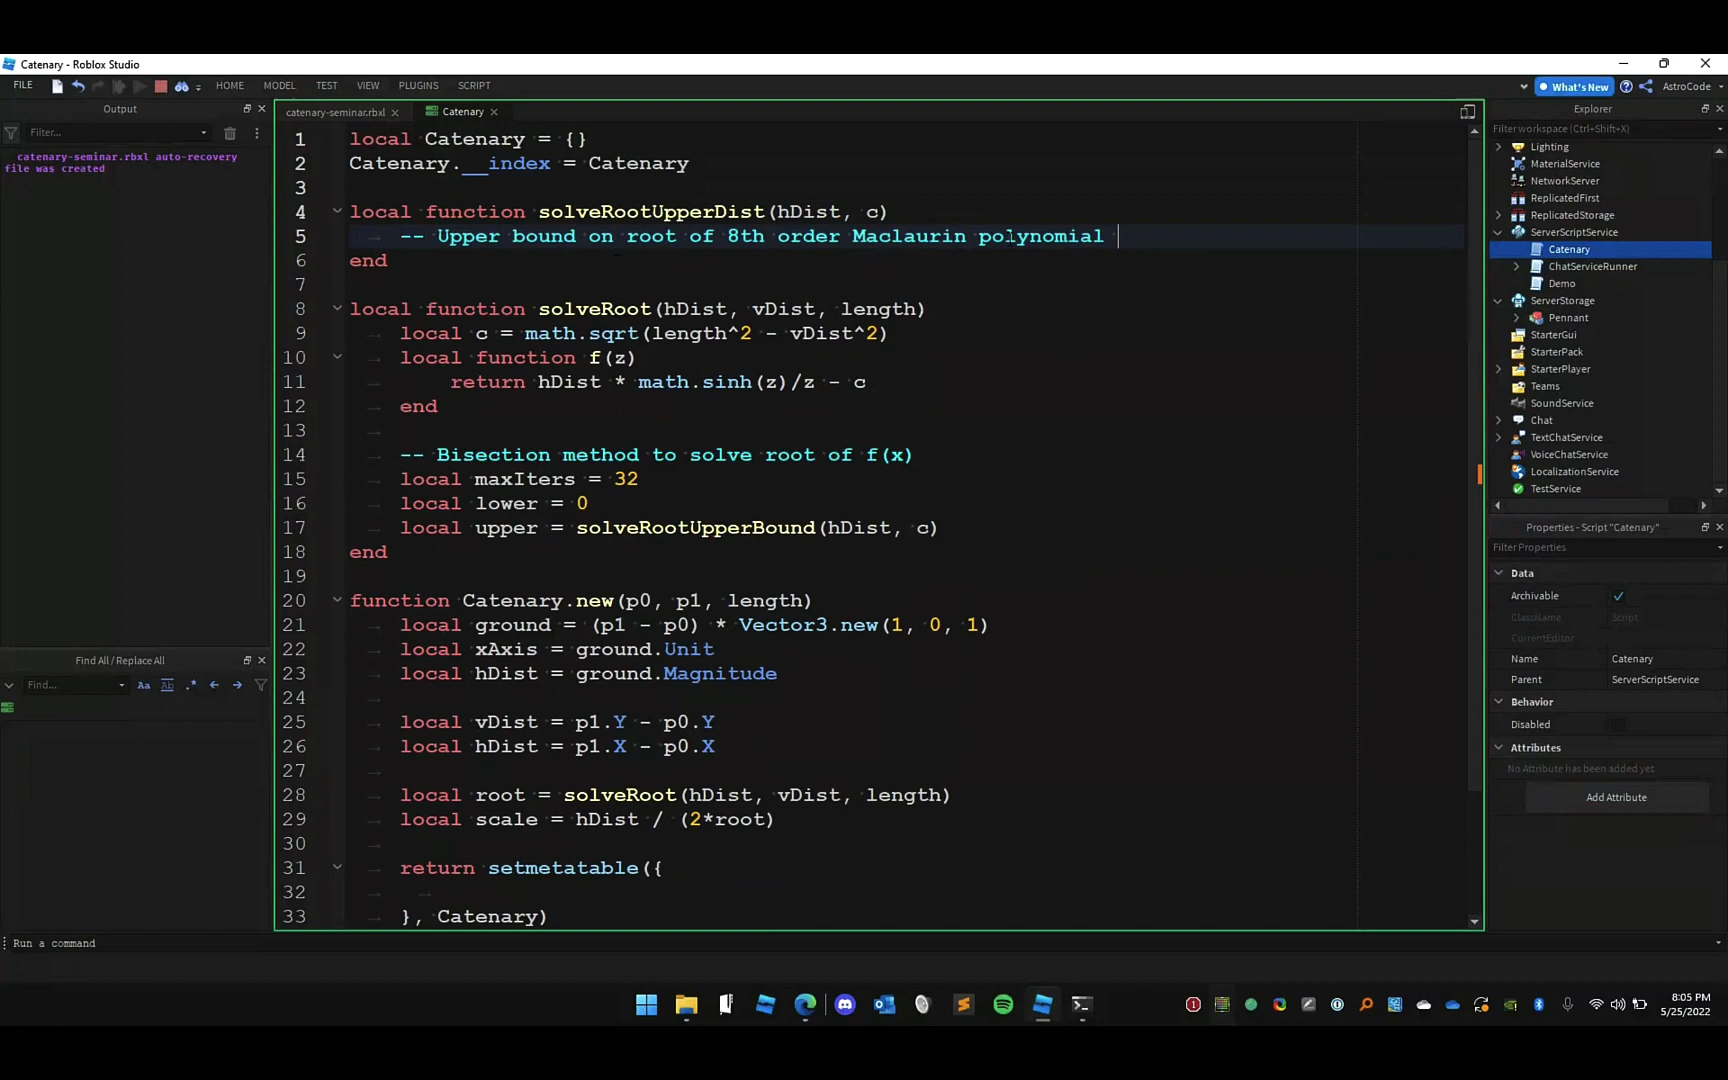 Catenary - Roblox Studio
FILE HOME MODEL TEST VIEW PLUGINS SCRIPT What's New AstroCode
Output
Filter...
catenary-seminar.rbxl auto-recovery
file was created
Find All / Replace All
Find... Aa Ab .*
catenary-seminar.rbxl Catenary
1 local Catenary = {}
2 Catenary.__index = Catenary
3
4 local function solveRootUpperDist(hDist, c)
5 -- Upper bound on root of 8th order Maclaurin polynomial
6 end
7
8 local function solveRoot(hDist, vDist, length)
9 local c = math.sqrt(length^2 - vDist^2)
10 local function f(z)
11 return hDist * math.sinh(z)/z - c
12 end
13
14 -- Bisection method to solve root of f(x)
15 local maxIters = 32
16 local lower = 0
17 local upper = solveRootUpperBound(hDist, c)
18 end
19
20 function Catenary.new(p0, p1, length)
21 local ground = (p1 - p0) * Vector3.new(1, 0, 1)
22 local xAxis = ground.Unit
23 local hDist = ground.Magnitude
24
25 local vDist = p1.Y - p0.Y
26 local hDist = p1.X - p0.X
27
28 local root = solveRoot(hDist, vDist, length)
29 local scale = hDist / (2*root)
30
31 return setmetatable({
32
33 }, Catenary)
Explorer
Filter workspace (Ctrl+Shift+X)
Lighting
MaterialService
NetworkServer
ReplicatedFirst
ReplicatedStorage
ServerScriptService
Catenary
ChatServiceRunner
Demo
ServerStorage
Pennant
StarterGui
StarterPack
StarterPlayer
Teams
SoundService
Chat
TextChatService
VoiceChatService
LocalizationService
TestService
Properties - Script "Catenary"
Filter Properties
Data
Archivable
ClassName Script
CurrentEditor
Name Catenary
Parent ServerScriptService
Behavior
Disabled
Attributes
No Attribute has been added yet
Add Attribute
Run a command
8:05 PM
5/25/2022